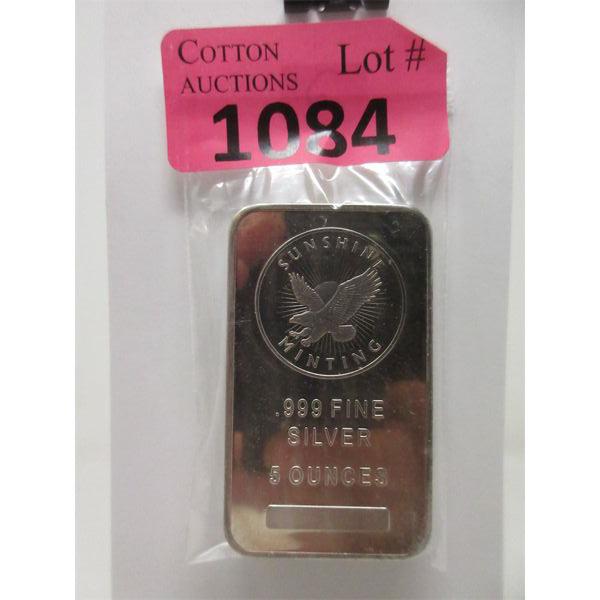 COTTON
AUCTIONS
Lot #
1084
SUNSHINE
MINTING
.999 FINE
SILVER
5 OUNCES